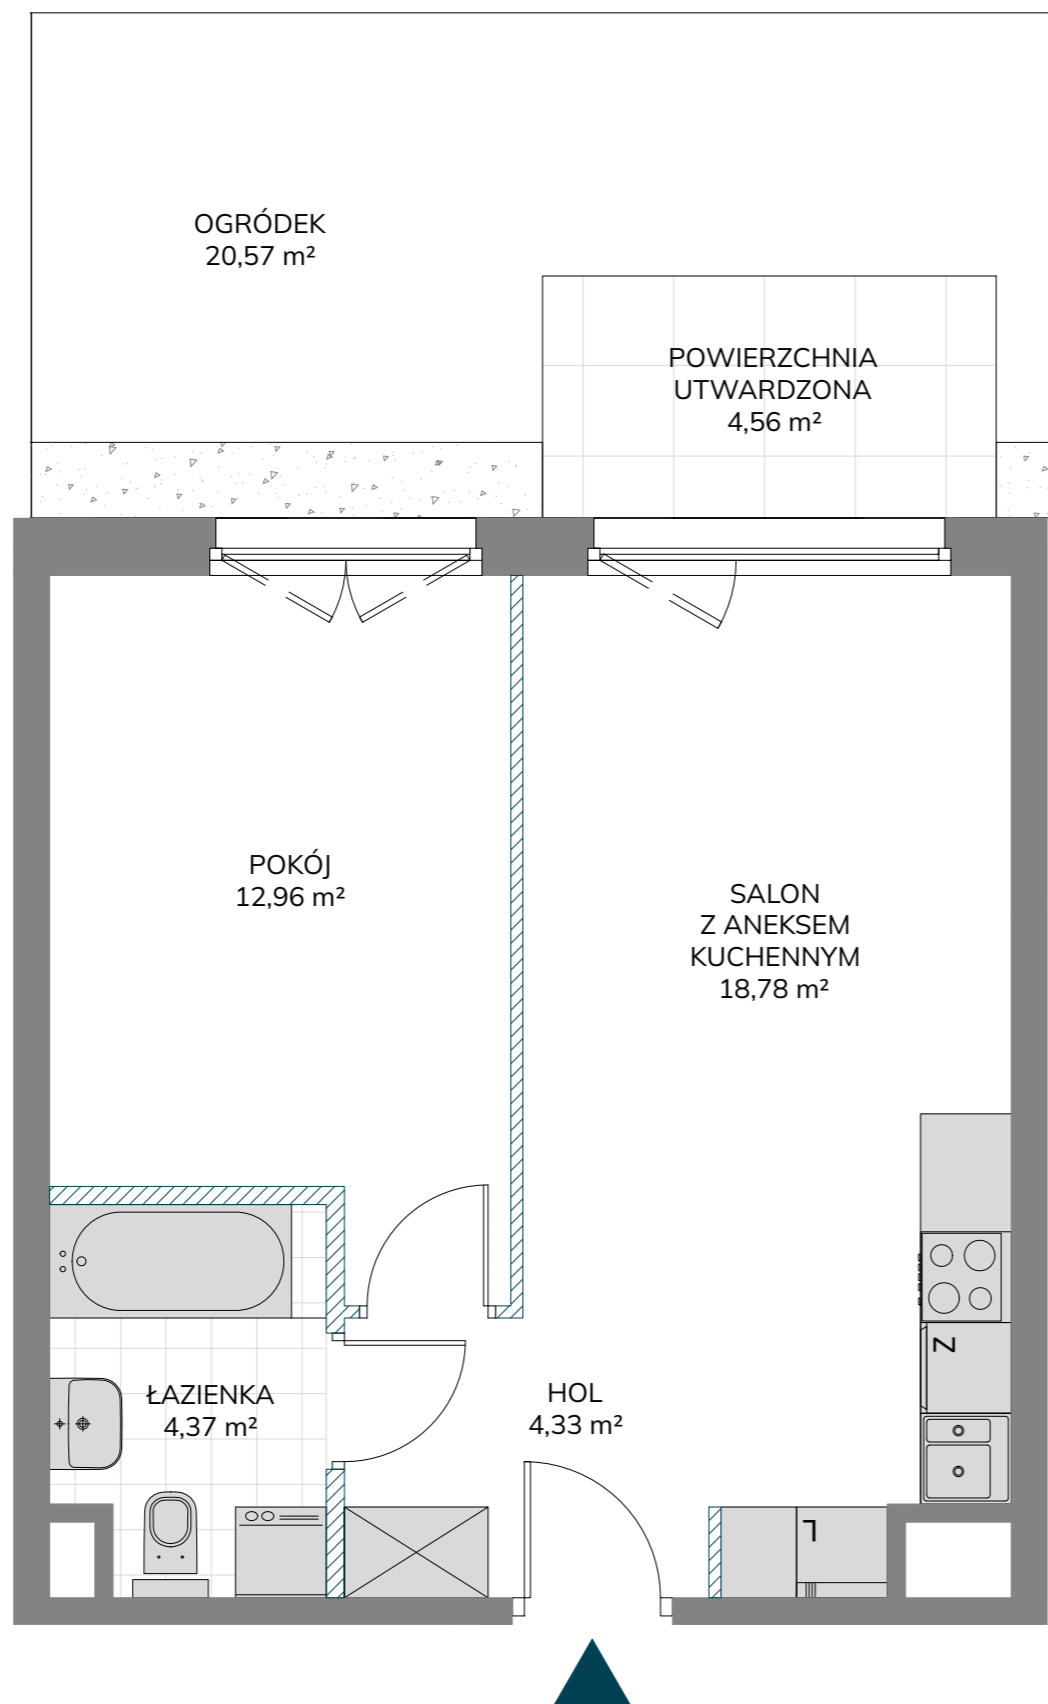 OGRÓDEK
20,57 m²
POWIERZCHNIA
UTWARDZONA
4,56 m²
POKÓJ
12,96 m²
SALON
Z ANEKSEM
KUCHENNYM
18,78 m²
Z
ŁAZIENKA
4,37 m²
HOL
4,33 m²
L